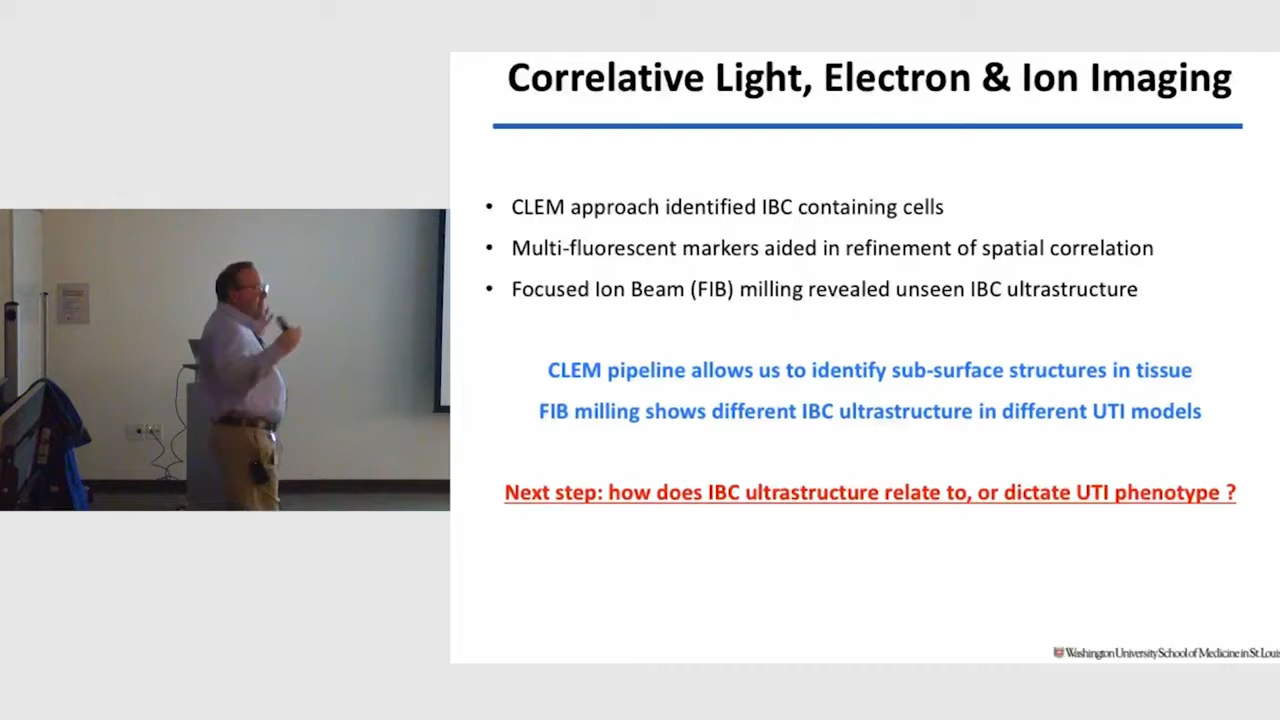 Correlative Light, Electron & Ion Imaging
• CLEM approach identified IBC containing cells
• Multi-fluorescent markers aided in refinement of spatial correlation
• Focused Ion Beam (FIB) milling revealed unseen IBC ultrastructure
CLEM pipeline allows us to identify sub-surface structures in tissue
FIB milling shows different IBC ultrastructure in different UTI models
Next step: how does IBC ultrastructure relate to, or dictate UTI phenotype ?
Washington University School of Medicine in St. Louis